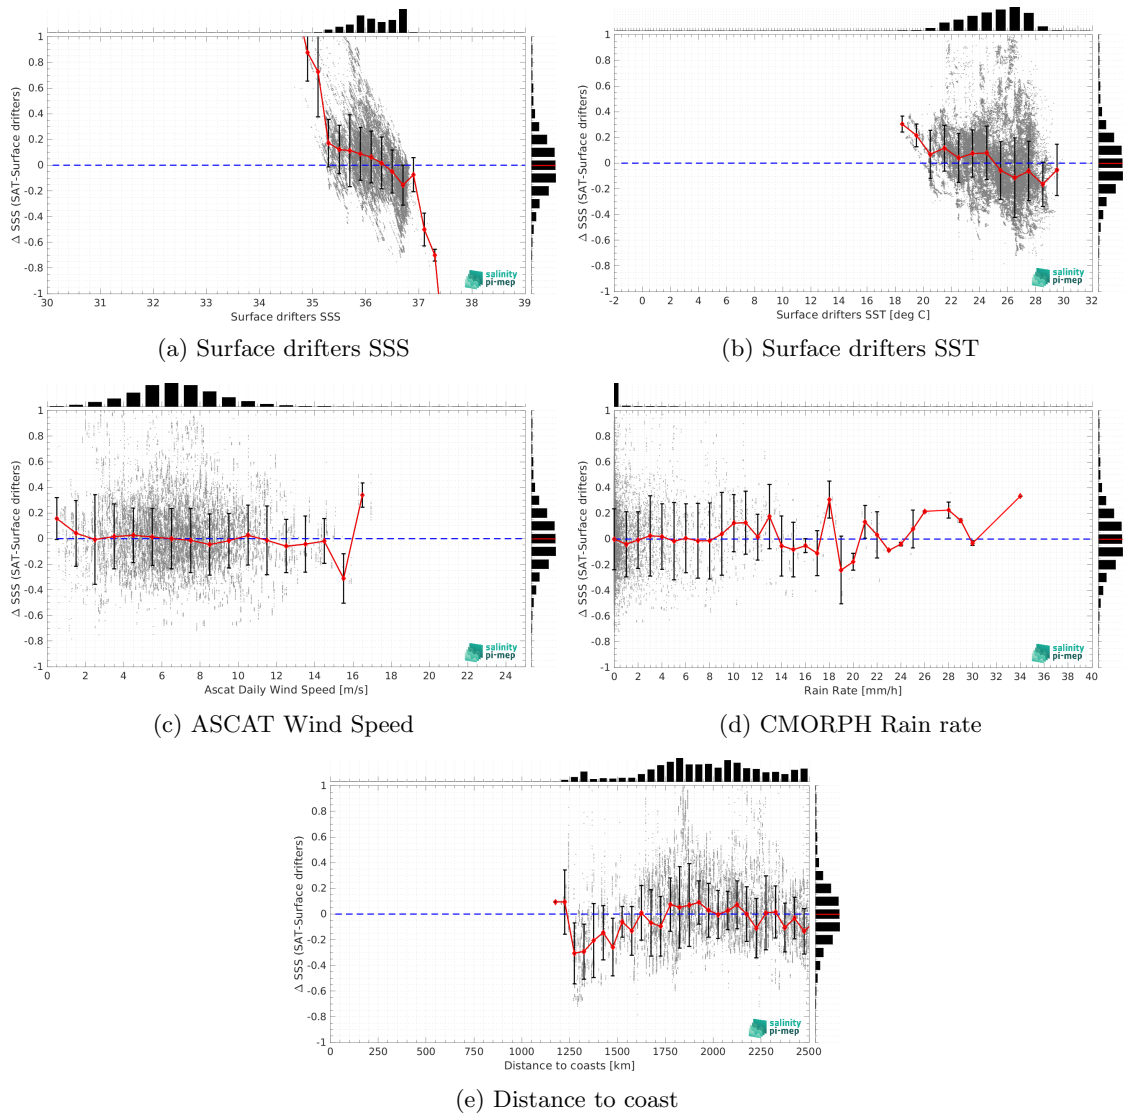 1
0.8
0.6
0.4
0.2
0
-0.2
-0.4
-0.6
-0.8
-1
Δ SSS (SAT-Surface drifters)
salinity
pi-mep
30 31 32 33 34 35 36 37 38 39
Surface drifters SSS
(a) Surface drifters SSS
1
0.8
0.6
0.4
0.2
0
-0.2
-0.4
-0.6
-0.8
-1
Δ SSS (SAT-Surface drifters)
salinity
pi-mep
-2 0 2 4 6 8 10 12 14 16 18 20 22 24 26 28 30 32
Surface drifters SST [deg C]
(b) Surface drifters SST
1
0.8
0.6
0.4
0.2
0
-0.2
-0.4
-0.6
-0.8
-1
Δ SSS (SAT-Surface drifters)
salinity
pi-mep
0 2 4 6 8 10 12 14 16 18 20 22 24
Ascat Daily Wind Speed [m/s]
(c) ASCAT Wind Speed
1
0.8
0.6
0.4
0.2
0
-0.2
-0.4
-0.6
-0.8
-1
Δ SSS (SAT-Surface drifters)
salinity
pi-mep
0 2 4 6 8 10 12 14 16 18 20 22 24 26 28 30 32 34 36 38 40
Rain Rate [mm/h]
(d) CMORPH Rain rate
1
0.8
0.6
0.4
0.2
0
-0.2
-0.4
-0.6
-0.8
-1
Δ SSS (SAT-Surface drifters)
salinity
pi-mep
0 250 500 750 1000 1250 1500 1750 2000 2250 2500
Distance to coasts [km]
(e) Distance to coast